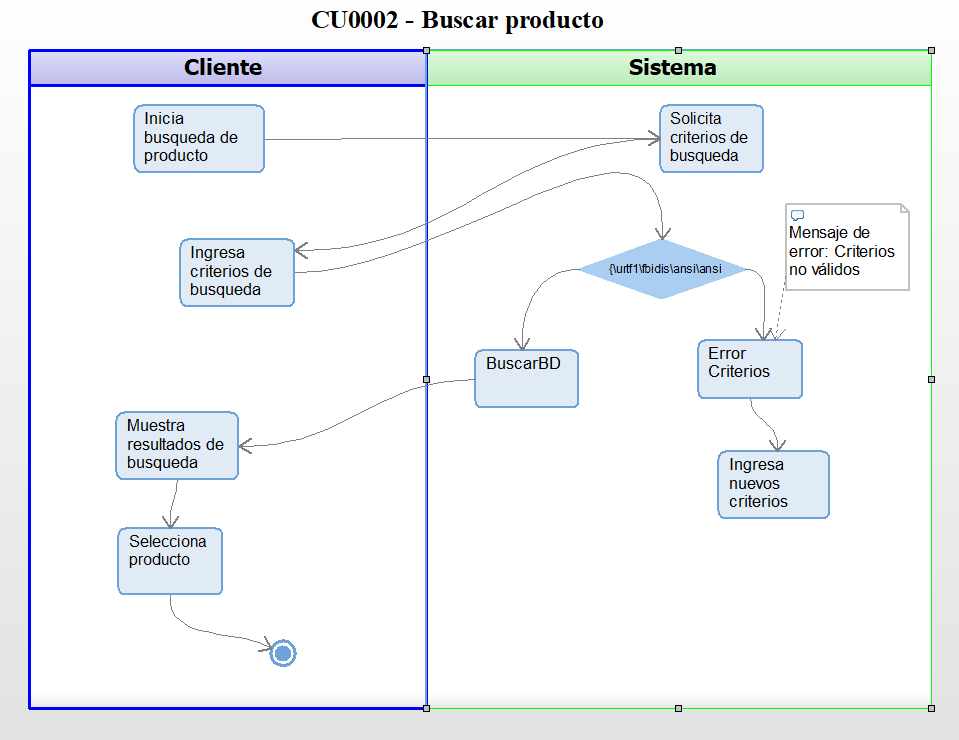 CU0002 - Buscar producto
Cliente
Sistema
Inicia
busqueda de
producto
Solicita
criterios de
busqueda
Ingresa
criterios de
busqueda
{\urtf1\fbidis\ansi\ansi
Mensaje de
error: Criterios
no válidos
BuscarBD
Error
Criterios
Muestra
resultados de
busqueda
Ingresa
nuevos
criterios
Selecciona
producto